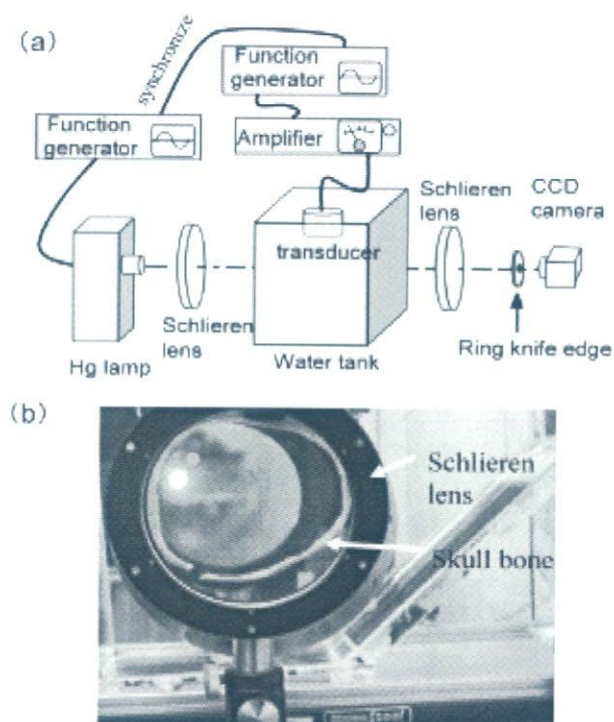 (a)
synchronize
Function
generator
Function
generator
Amplifier
Schlieren
lens
CCD
camera
transducer
Schlieren
lens
Hg lamp
Water tank
Ring knife edge
(b)
Schlieren
lens
Skull bone